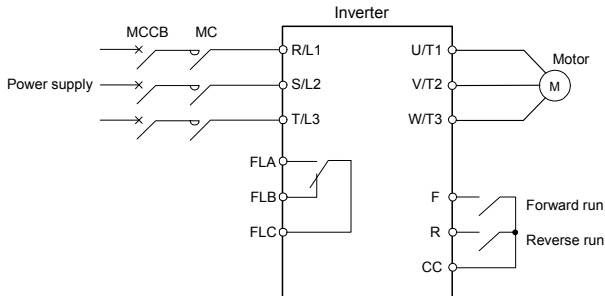 Inverter
MCCB MC
R/L1 U/T1
Motor
Power supply S/L2 V/T2 M
T/L3 W/T3
FLA
FLB F
Forward run
FLC R
Reverse run
CC